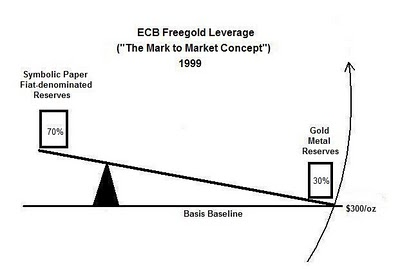 ECB Freegold Leverage
("The Mark to Market Concept")
1999
Symbolic Paper
Fiat-denominated
Reserves
70%
Gold
Metal
Reserves
30%
$300/oz
Basis Baseline